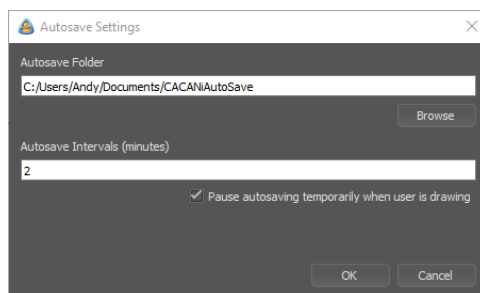 Autosave Settings
Autosave Folder
C:/Users/Andy/Documents/CACANiAutoSave
Browse
Autosave Intervals (minutes)
2
Pause autosaving temporarily when user is drawing
OK Cancel